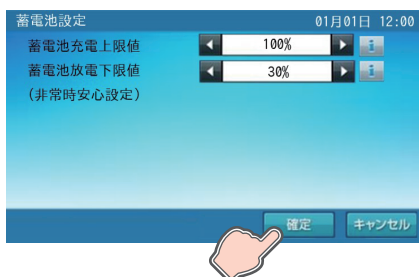 蓄電池設定 01月01日 12:00
蓄電池充電上限値 100% i
蓄電池放電下限値 30% i
(非常時安心設定)
確定 キャンセル